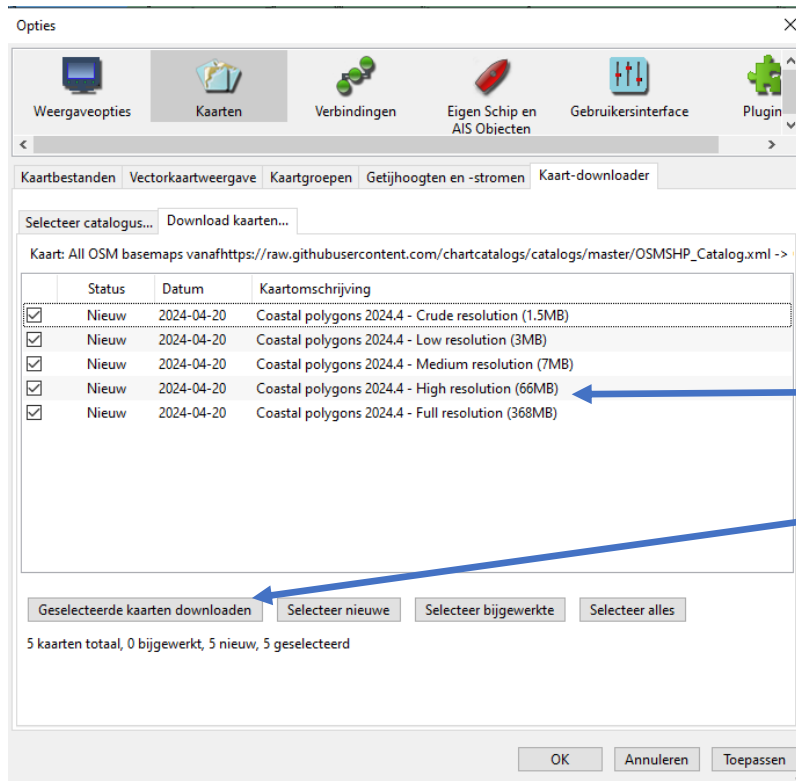 Opties
Weergaveopties Kaarten Verbindingen Eigen Schip en AIS Objecten Gebruikersinterface Plugin
Kaartbestanden Vectorkaartweergave Kaartgroepen Getijhoogten en -stromen Kaart-downloader
Selecteer catalogus... Download kaarten...
Kaart: All OSM basemaps vanafhttps://raw.githubusercontent.com/chartcatalogs/catalogs/master/OSMSHP_Catalog.xml ->
Status Datum Kaartomschrijving
Nieuw 2024-04-20 Coastal polygons 2024.4 - Crude resolution (1.5MB)
Nieuw 2024-04-20 Coastal polygons 2024.4 - Low resolution (3MB)
Nieuw 2024-04-20 Coastal polygons 2024.4 - Medium resolution (7MB)
Nieuw 2024-04-20 Coastal polygons 2024.4 - High resolution (66MB)
Nieuw 2024-04-20 Coastal polygons 2024.4 - Full resolution (368MB)
Geselecteerde kaarten downloaden Selecteer nieuwe Selecteer bijgewerkte Selecteer alles
5 kaarten totaal, 0 bijgewerkt, 5 nieuw, 5 geselecteerd
OK Annuleren Toepassen